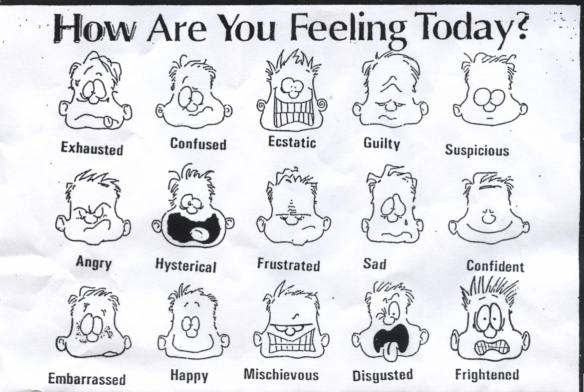 How Are You Feeling Today?
Exhausted Confused Ecstatic Guilty Suspicious
Angry Hysterical Frustrated Sad Confident
Embarrassed Happy Mischievous Disgusted Frightened